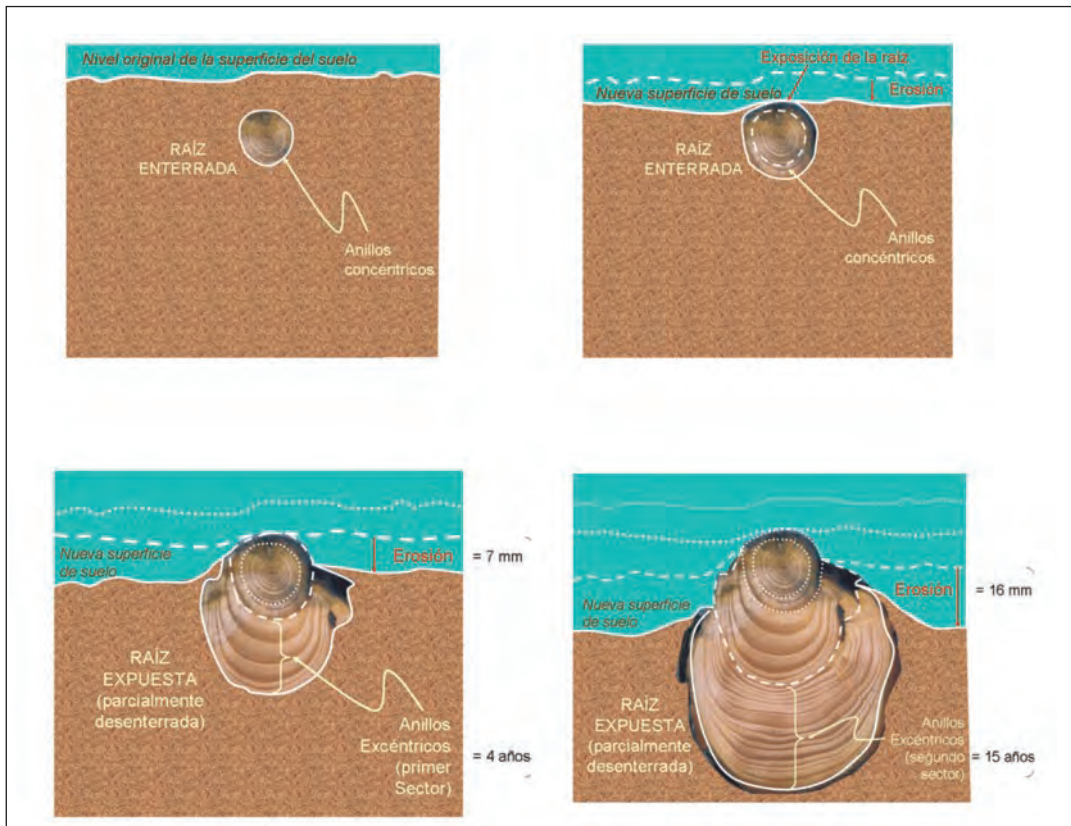 Nivel original de la superficie del suelo
RAÍZ
ENTERRADA
Anillos
concéntricos
Exposición de la raíz
Nueva superficie de suelo
Erosión
RAÍZ
ENTERRADA
Anillos
concéntricos
Nueva superficie
de suelo
Erosión
= 7 mm
RAÍZ
EXPUESTA
(parcialmente
desenterrada)
Anillos
Excéntricos
(primer
Sector)
= 4 años
Nueva superficie
de suelo
Erosión
= 16 mm
RAÍZ
EXPUESTA
(parcialmente
desenterrada)
Anillos
Excéntricos
(segundo
sector)
= 15 años